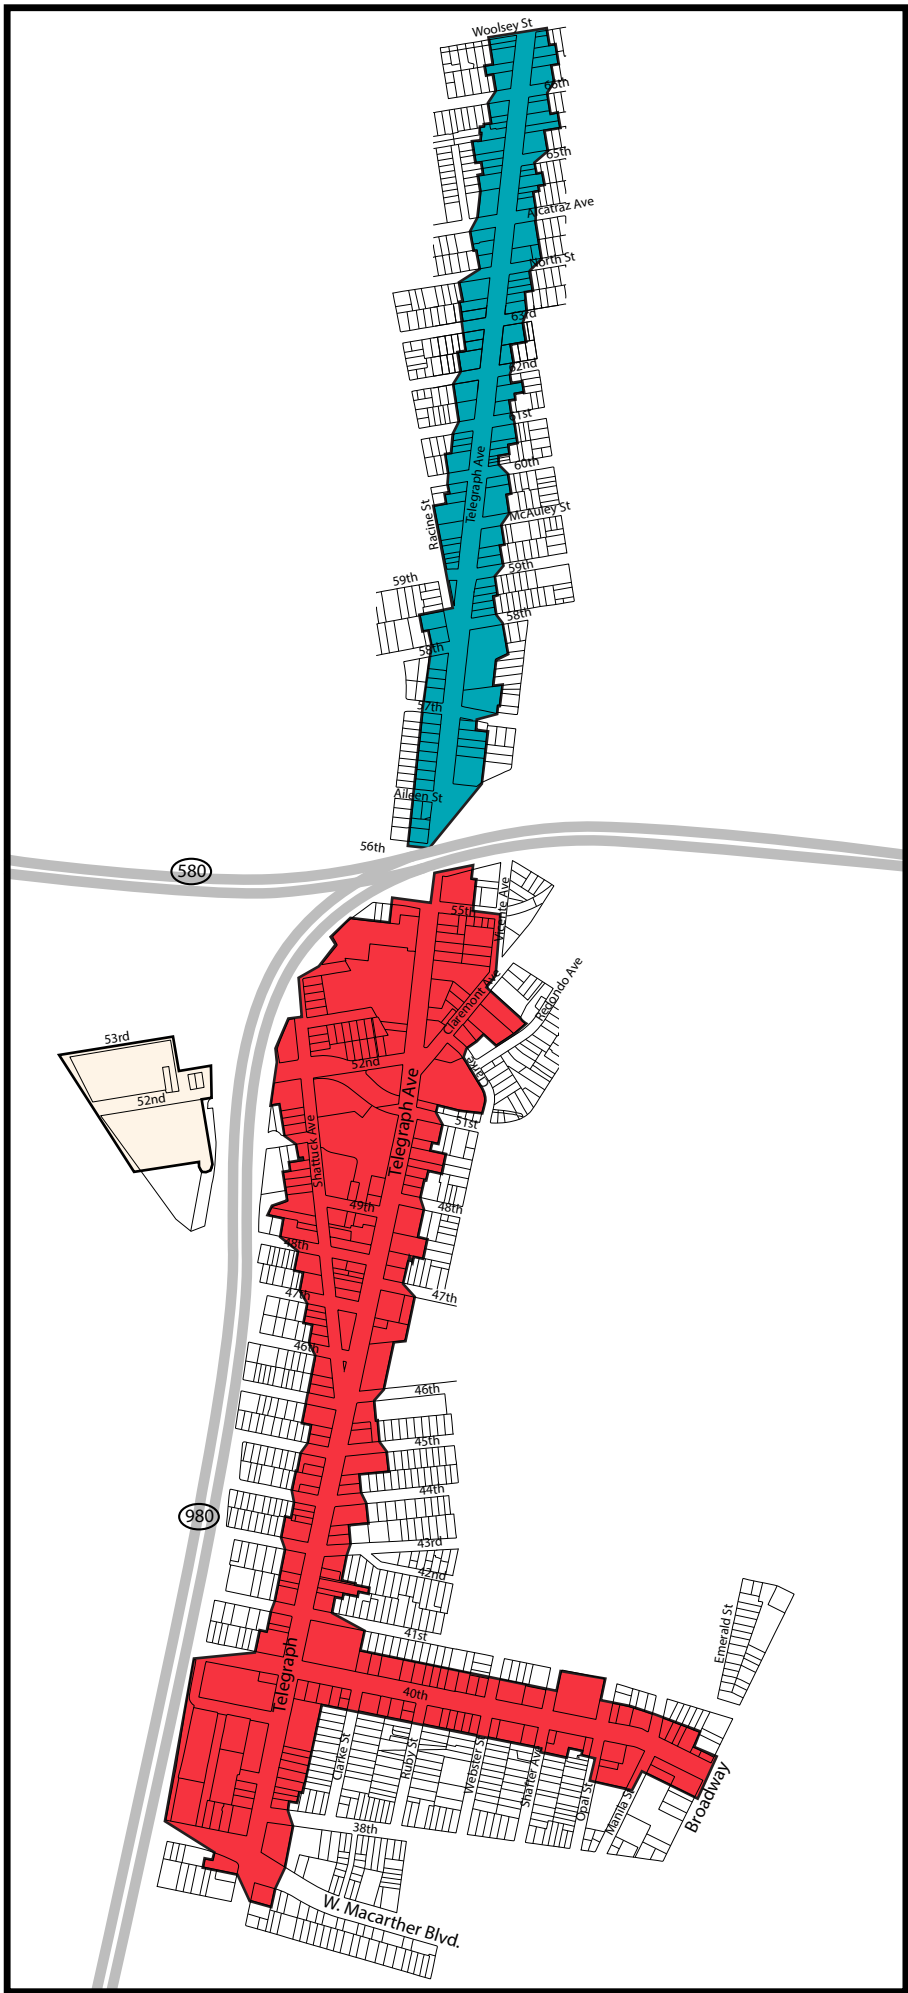 Woolsey St
66th
65th
Alcatraz Ave
North St
63rd
62nd
61st
60th
Telegraph Ave
Racine St
McAuley St
59th
59th
58th
58th
57th
Aileen St
56th
580
55th
Vicente Ave
Claremont Ave
Redondo Ave
53rd
52nd
52nd
Clarke
Telegraph Ave
51st
Shattuck Ave
49th
48th
48th
47th
47th
46th
46th
45th
44th
980
43rd
42nd
41st
Emerald St
Telegraph
40th
Clarke St
Ruby St
Webster St
Shafter Ave
Opal St
Manila St
Broadway
38th
W. Macarther Blvd.